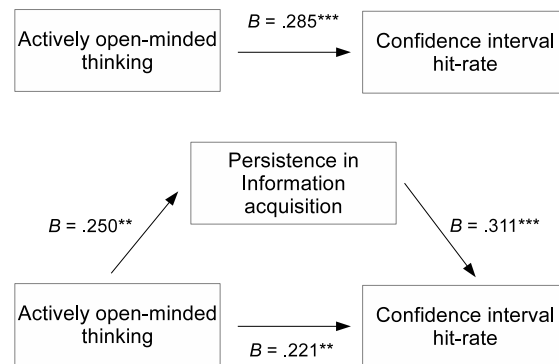 B = .285***
Actively open-minded
thinking
Confidence interval
hit-rate
Persistence in
Information
acquisition
B = .250**
B = .311***
Actively open-minded
thinking
Confidence interval
hit-rate
B = .221**